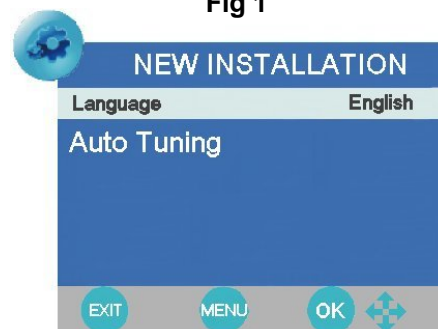 Fig 1
NEW INSTALLATION
Language English
Auto Tuning
EXIT MENU OK